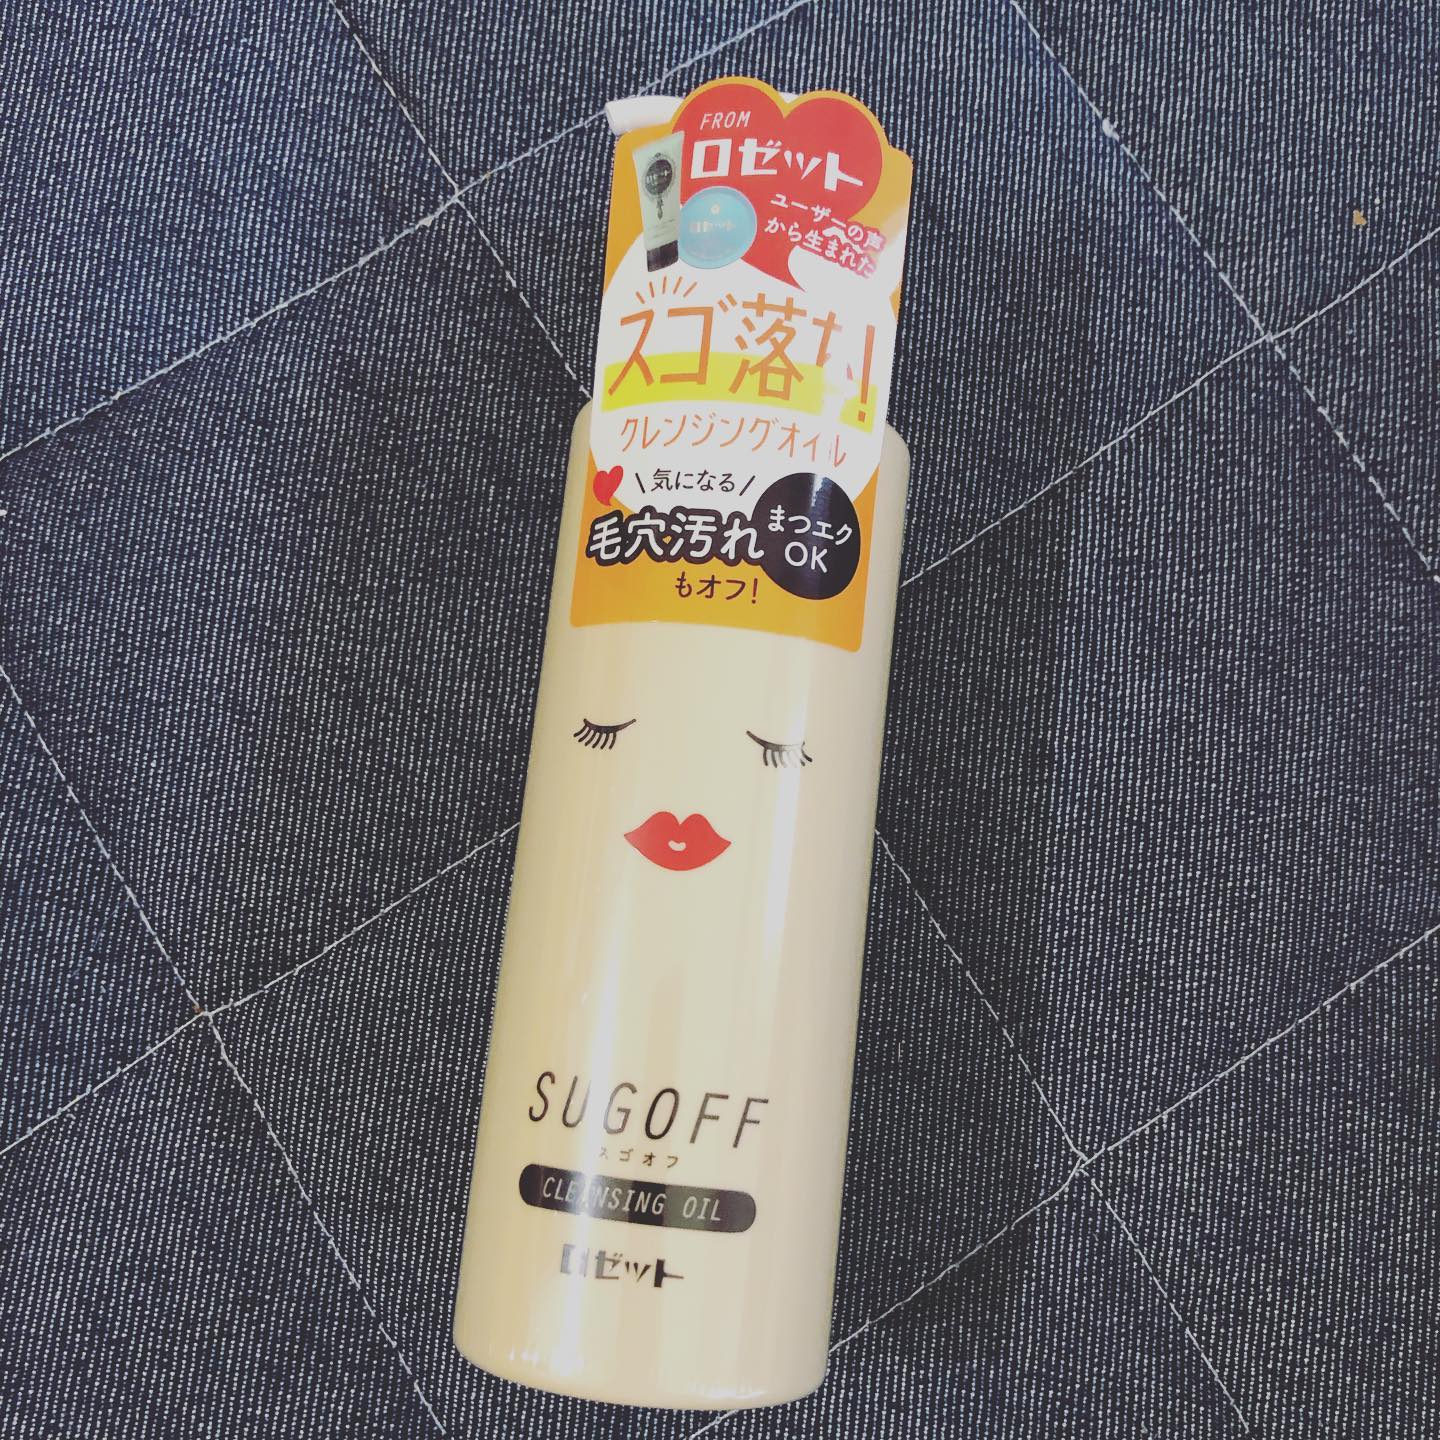 FROM
ロゼット
ユーザーの声
から生まれた
スゴ落ち!
クレンジングオイル
\気になる/
毛穴汚れ
まつエク
OK
もオフ!
SUGOFF
スゴオフ
CLEANSING OIL
ロゼット